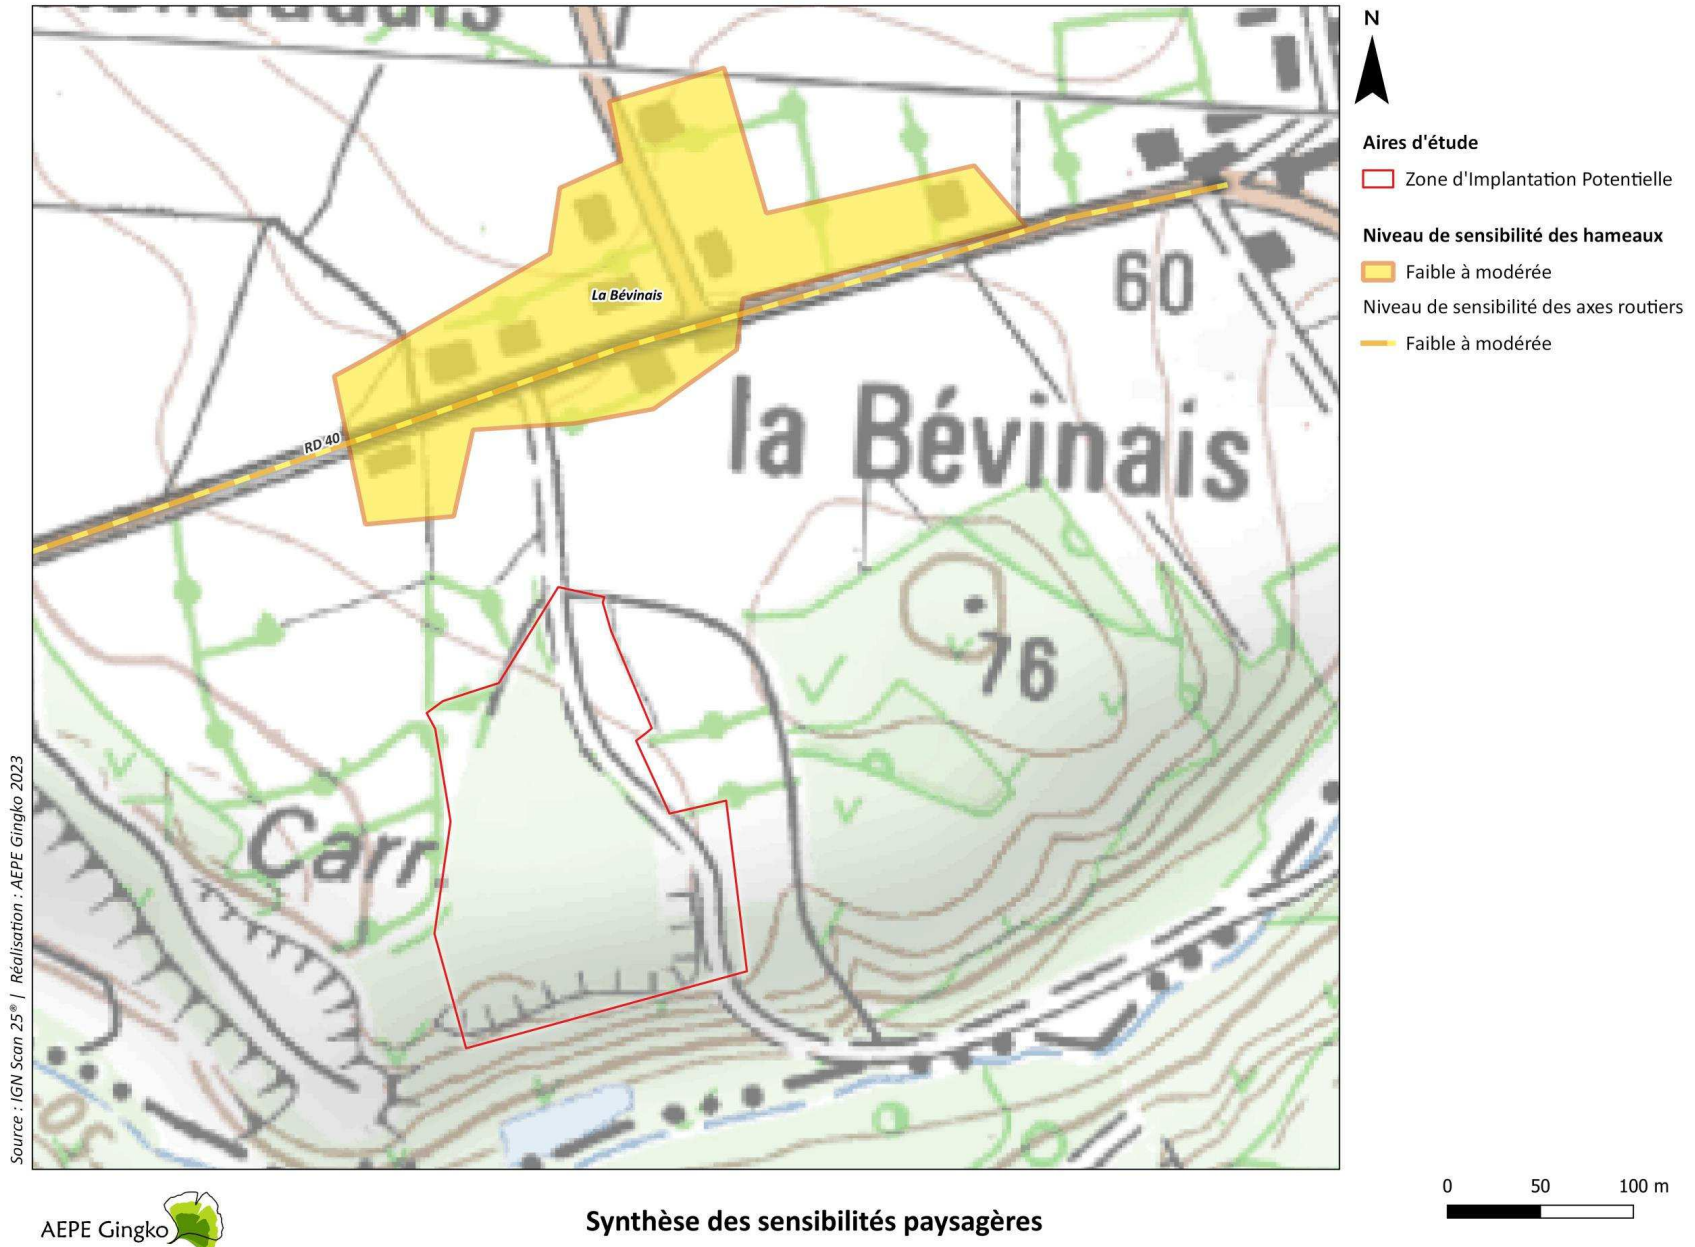 N
Aires d'étude
Zone d'Implantation Potentielle
Niveau de sensibilité des hameaux
Faible à modérée
Niveau de sensibilité des axes routiers
Faible à modérée
La Bévinais
60
RD 40
la Bévinais
76
Carr
50
Source : IGN Scan 25® | Réalisation : AEPE Gingko 2023
0 50 100 m
AEPE Gingko
Synthèse des sensibilités paysagères